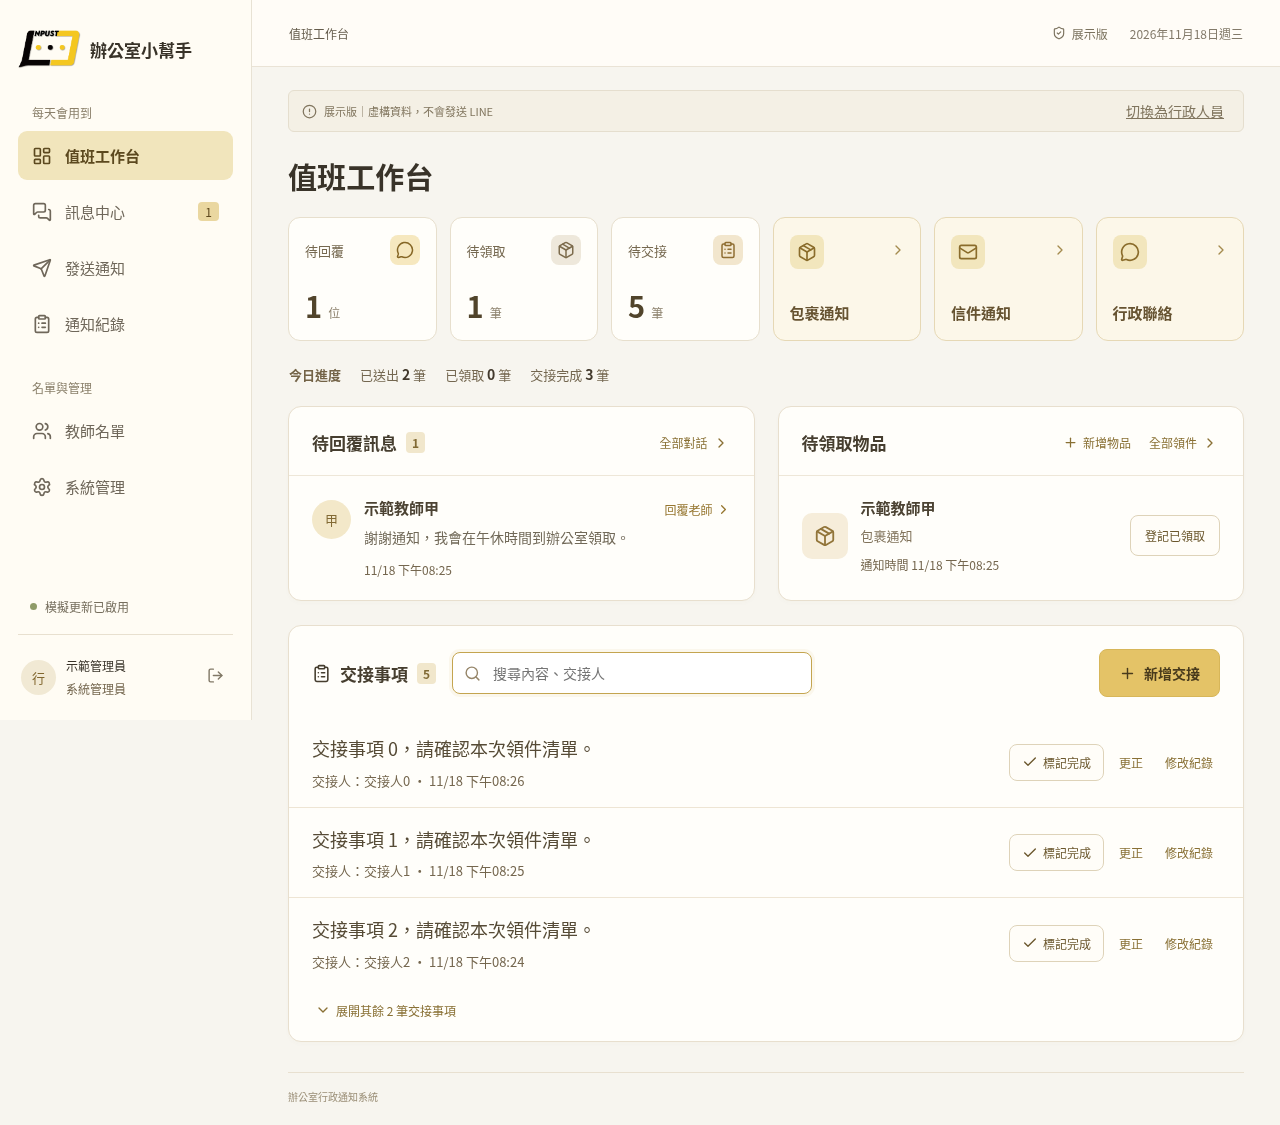 NPUST
辦公室小幫手
每天會用到
值班工作台
訊息中心 1
發送通知
通知紀錄
名單與管理
教師名單
系統管理
模擬更新已啟用
行
示範管理員
系統管理員
值班工作台
展示版
2026年11月18日週三
展示版｜虛構資料，不會發送 LINE
切換為行政人員
值班工作台
待回覆
1 位
待領取
1 筆
待交接
5 筆
包裹通知
信件通知
行政聯絡
今日進度 已送出 2 筆 已領取 0 筆 交接完成 3 筆
待回覆訊息 1
全部對話
甲
示範教師甲
回覆老師
謝謝通知，我會在午休時間到辦公室領取。
11/18 下午08:25
待領取物品
新增物品
全部領件
示範教師甲
包裹通知
通知時間 11/18 下午08:25
登記已領取
交接事項 5
搜尋內容、交接人
新增交接
交接事項 0，請確認本次領件清單。
交接人：交接人0 · 11/18 下午08:26
標記完成 更正 修改紀錄
交接事項 1，請確認本次領件清單。
交接人：交接人1 · 11/18 下午08:25
標記完成 更正 修改紀錄
交接事項 2，請確認本次領件清單。
交接人：交接人2 · 11/18 下午08:24
標記完成 更正 修改紀錄
展開其餘 2 筆交接事項
辦公室行政通知系統